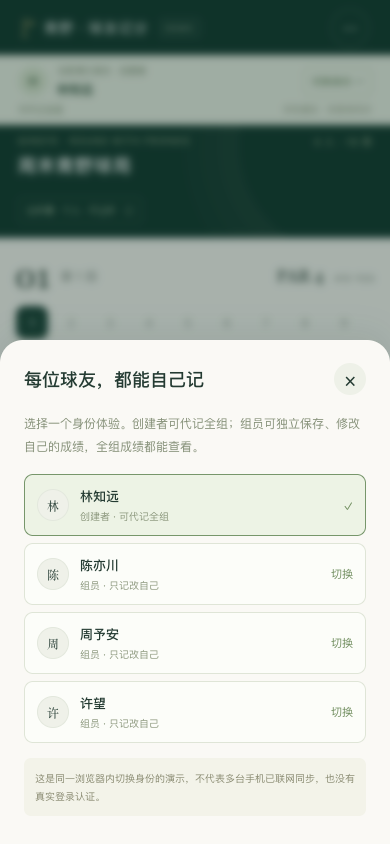 01
每位球友，都能自己记
×
选择一个身份体验。创建者可代记全组；组员可独立保存、修改
自己的成绩，全组成绩都能查看。
林
林知远
创建者 · 可代记全组
✓
陈
陈亦川
组员 · 只记改自己
切换
周
周予安
组员 · 只记改自己
切换
许
许望
组员 · 只记改自己
切换
这是同一浏览器内切换身份的演示，不代表多台手机已联网同步，也没有
真实登录认证。